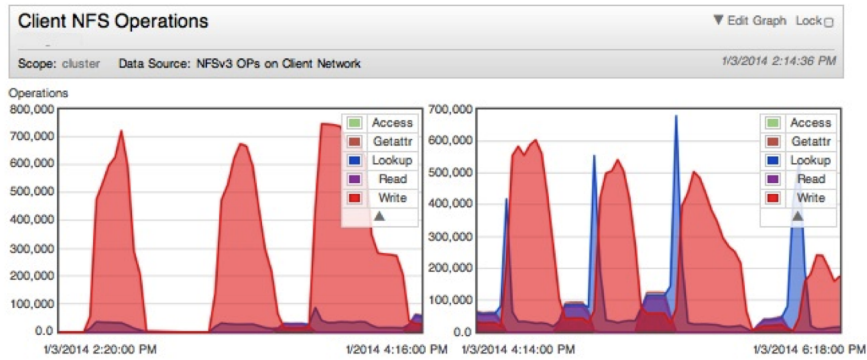 Client NFS Operations
▼ Edit Graph Lock
Scope: cluster Data Source: NFSv3 OPs on Client Network
1/3/2014 2:14:36 PM
Operations
800,000
700,000
600,000
500,000
400,000
300,000
200,000
100,000
0.0
Access
Getattr
Lookup
Read
Write
1/3/2014 2:20:00 PM
1/2014 4:16:00 PM
700,000
600,000
500,000
400,000
300,000
200,000
100,000
0.0
Access
Getattr
Lookup
Read
Write
1/3/2014 4:14:00 PM
1/3/2014 6:18:00 PM